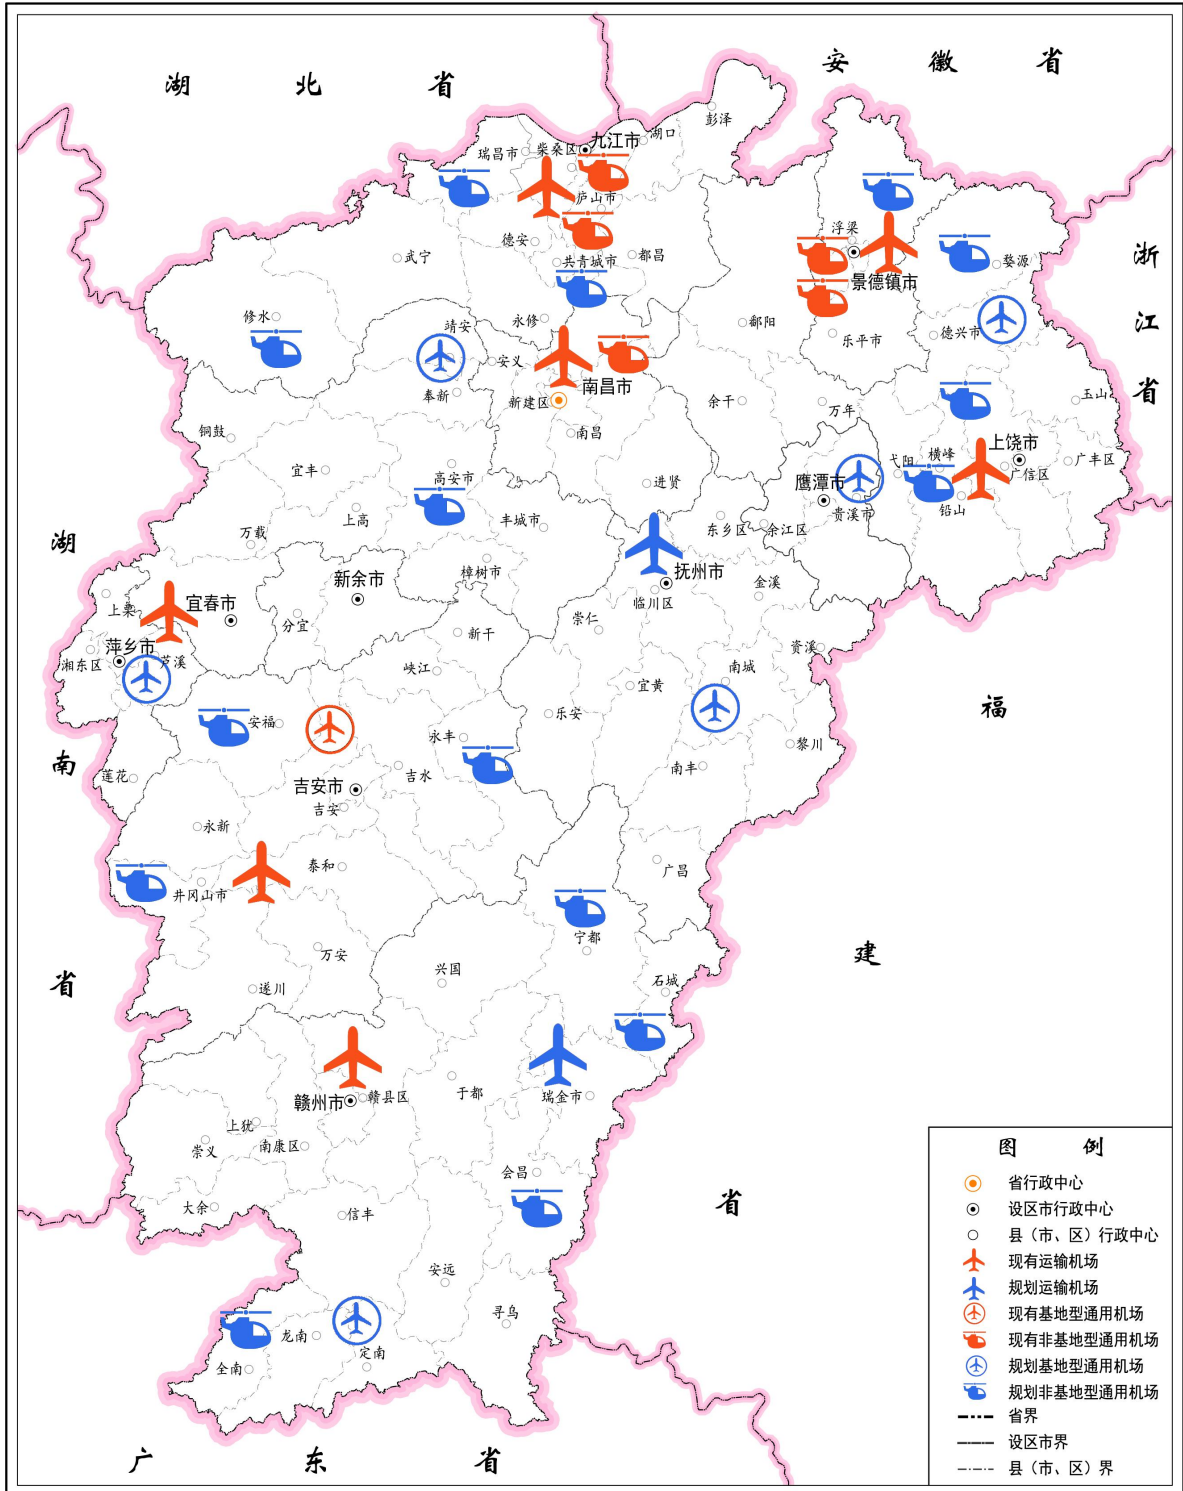 湖 北 省
安 徽 省
彭泽
湖口
九江市
柴桑区
瑞昌市
庐山市
浮梁
德安
都昌
武宁
共青城市
婺源
浙
江
省
景德镇市
修水
永修
靖安
鄱阳
德兴市
乐平市
安义
南昌市
奉新
新建区
余干
万年
玉山
铜鼓
南昌
上饶市
横峰
弋阳
广丰区
广信区
宜丰
高安市
进贤
鹰潭市
贵溪市
铅山
上高
丰城市
东乡区
余江区
万载
湖
南
省
樟树市
新余市
抚州市
金溪
临川区
宜春市
上栗
分宜
崇仁
新干
萍乡市
芦溪
湘东区
资溪
峡江
南城
宜黄
福
建
省
安福
乐安
永丰
黎川
莲花
吉水
南丰
吉安市
吉安
永新
泰和
广昌
井冈山市
宁都
万安
兴国
石城
遂川
于都
瑞金市
赣州市
赣县区
上犹
崇义
南康区
会昌
大余
信丰
安远
寻乌
龙南
定南
全南
广 东 省
图 例
省行政中心
设区市行政中心
县（市、区）行政中心
现有运输机场
规划运输机场
现有基地型通用机场
现有非基地型通用机场
规划基地型通用机场
规划非基地型通用机场
省界
设区市界
县（市、区）界